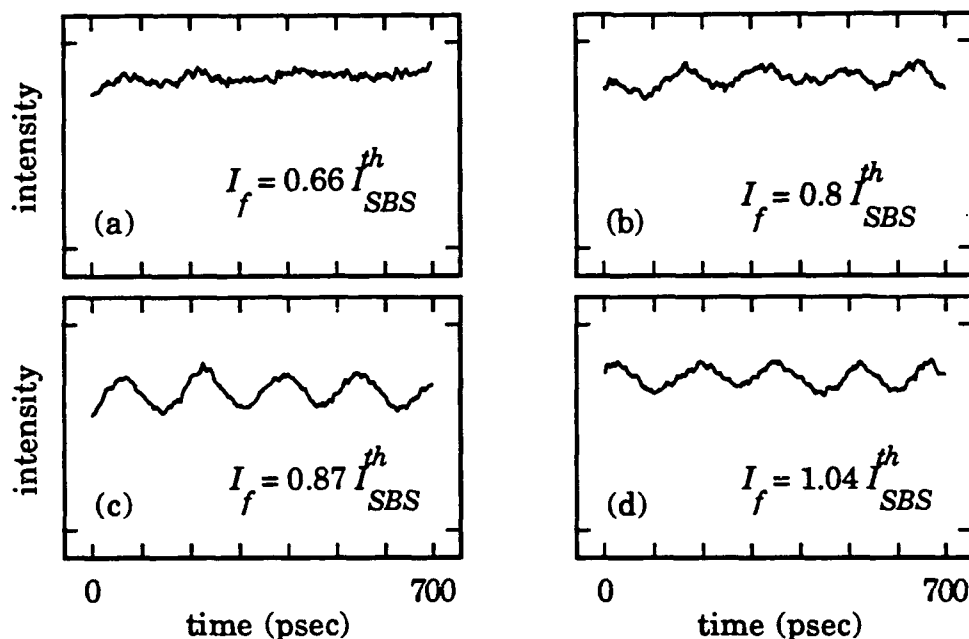 intensity
(a) I_f = 0.66 I^th_SBS
(b) I_f = 0.8 I^th_SBS
intensity
(c) I_f = 0.87 I^th_SBS
(d) I_f = 1.04 I^th_SBS
0 700 0 700
time (psec) time (psec)